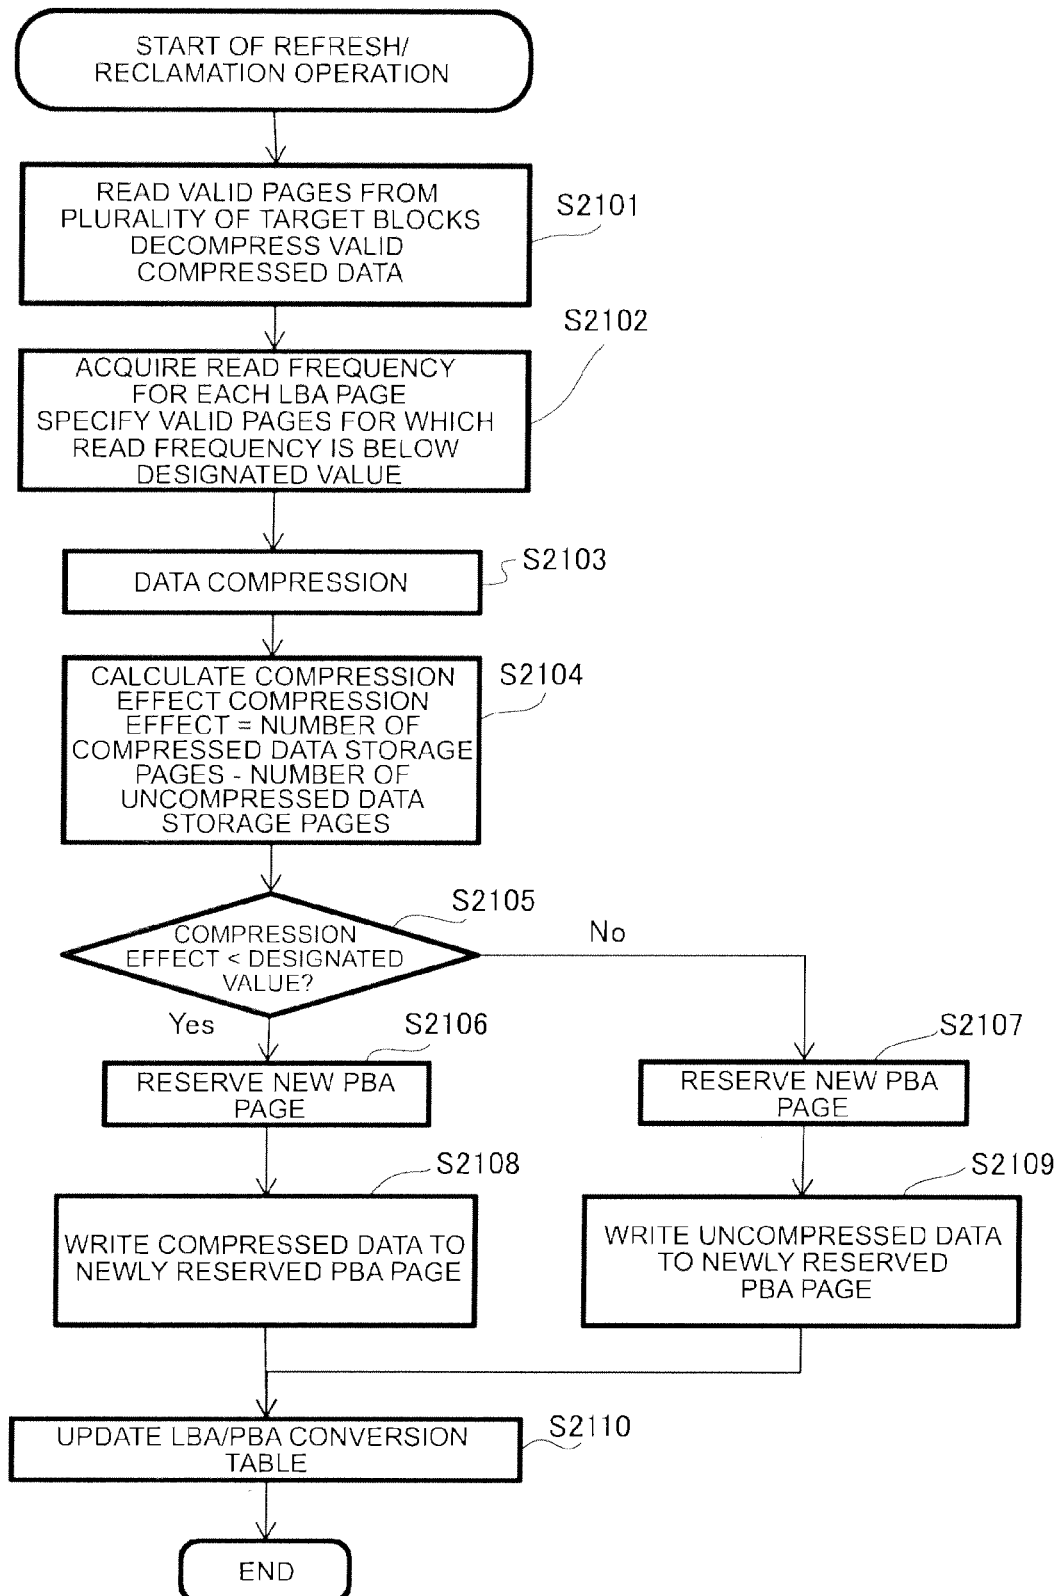 START OF REFRESH/
RECLAMATION OPERATION
READ VALID PAGES FROM
PLURALITY OF TARGET BLOCKS
DECOMPRESS VALID
COMPRESSED DATA
S2101
S2102
ACQUIRE READ FREQUENCY
FOR EACH LBA PAGE
SPECIFY VALID PAGES FOR WHICH
READ FREQUENCY IS BELOW
DESIGNATED VALUE
S2103
DATA COMPRESSION
CALCULATE COMPRESSION
EFFECT COMPRESSION
EFFECT = NUMBER OF
COMPRESSED DATA STORAGE
PAGES - NUMBER OF
UNCOMPRESSED DATA
STORAGE PAGES
S2104
S2105
COMPRESSION
EFFECT < DESIGNATED
VALUE?
No
Yes
S2106
S2107
RESERVE NEW PBA
PAGE
RESERVE NEW PBA
PAGE
S2108
S2109
WRITE COMPRESSED DATA TO
NEWLY RESERVED PBA PAGE
WRITE UNCOMPRESSED DATA
TO NEWLY RESERVED
PBA PAGE
S2110
UPDATE LBA/PBA CONVERSION
TABLE
END